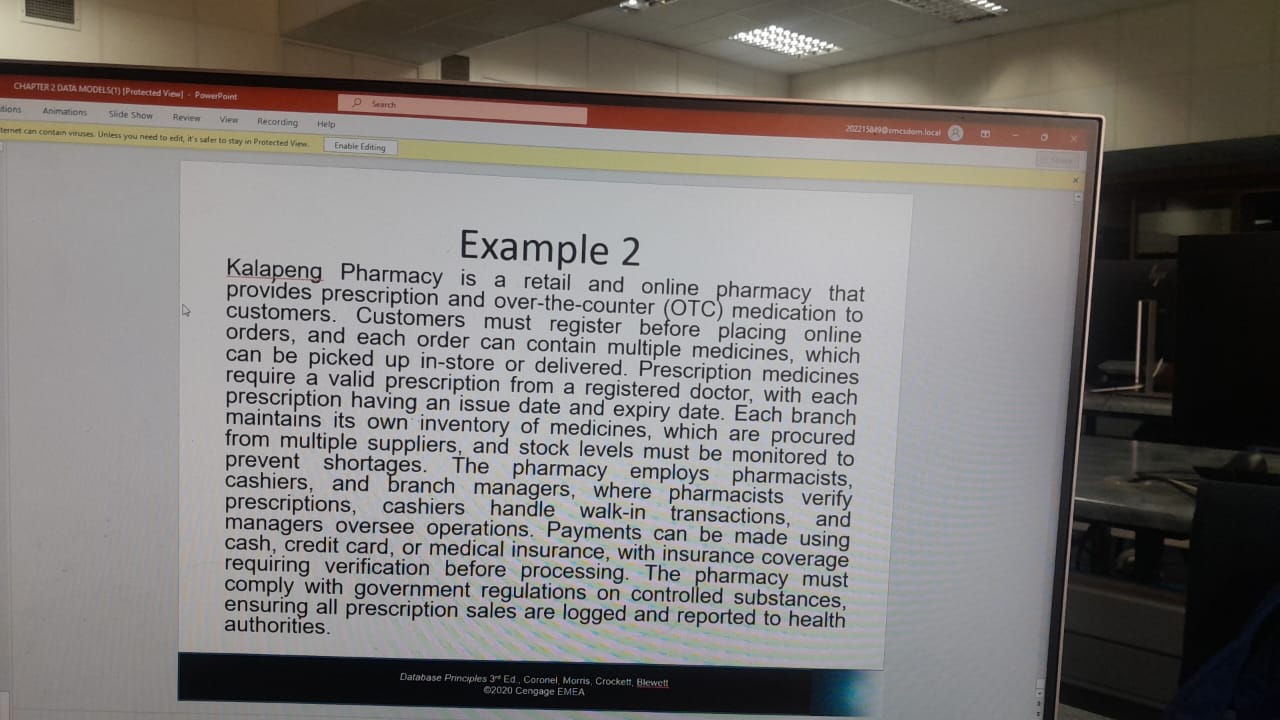 CHAPTER 2 DATA MODELS(1) [Protected View] - PowerPoint
Search
202215849@smcsdom.local
itions Animations Slide Show Review View Recording Help
Share
ternet can contain viruses. Unless you need to edit, it's safer to stay in Protected View. Enable Editing
Example 2
Kalapeng Pharmacy is a retail and online pharmacy that
provides prescription and over-the-counter (OTC) medication to
customers. Customers must register before placing online
orders, and each order can contain multiple medicines, which
can be picked up in-store or delivered. Prescription medicines
require a valid prescription from a registered doctor, with each
prescription having an issue date and expiry date. Each branch
maintains its own inventory of medicines, which are procured
from multiple suppliers, and stock levels must be monitored to
prevent shortages. The pharmacy employs pharmacists,
cashiers, and branch managers, where pharmacists verify
prescriptions, cashiers handle walk-in transactions, and
managers oversee operations. Payments can be made using
cash, credit card, or medical insurance, with insurance coverage
requiring verification before processing. The pharmacy must
comply with government regulations on controlled substances,
ensuring all prescription sales are logged and reported to health
authorities.
Database Principles 3rd Ed., Coronel, Morris, Crockett, Blewett
©2020 Cengage EMEA
hp